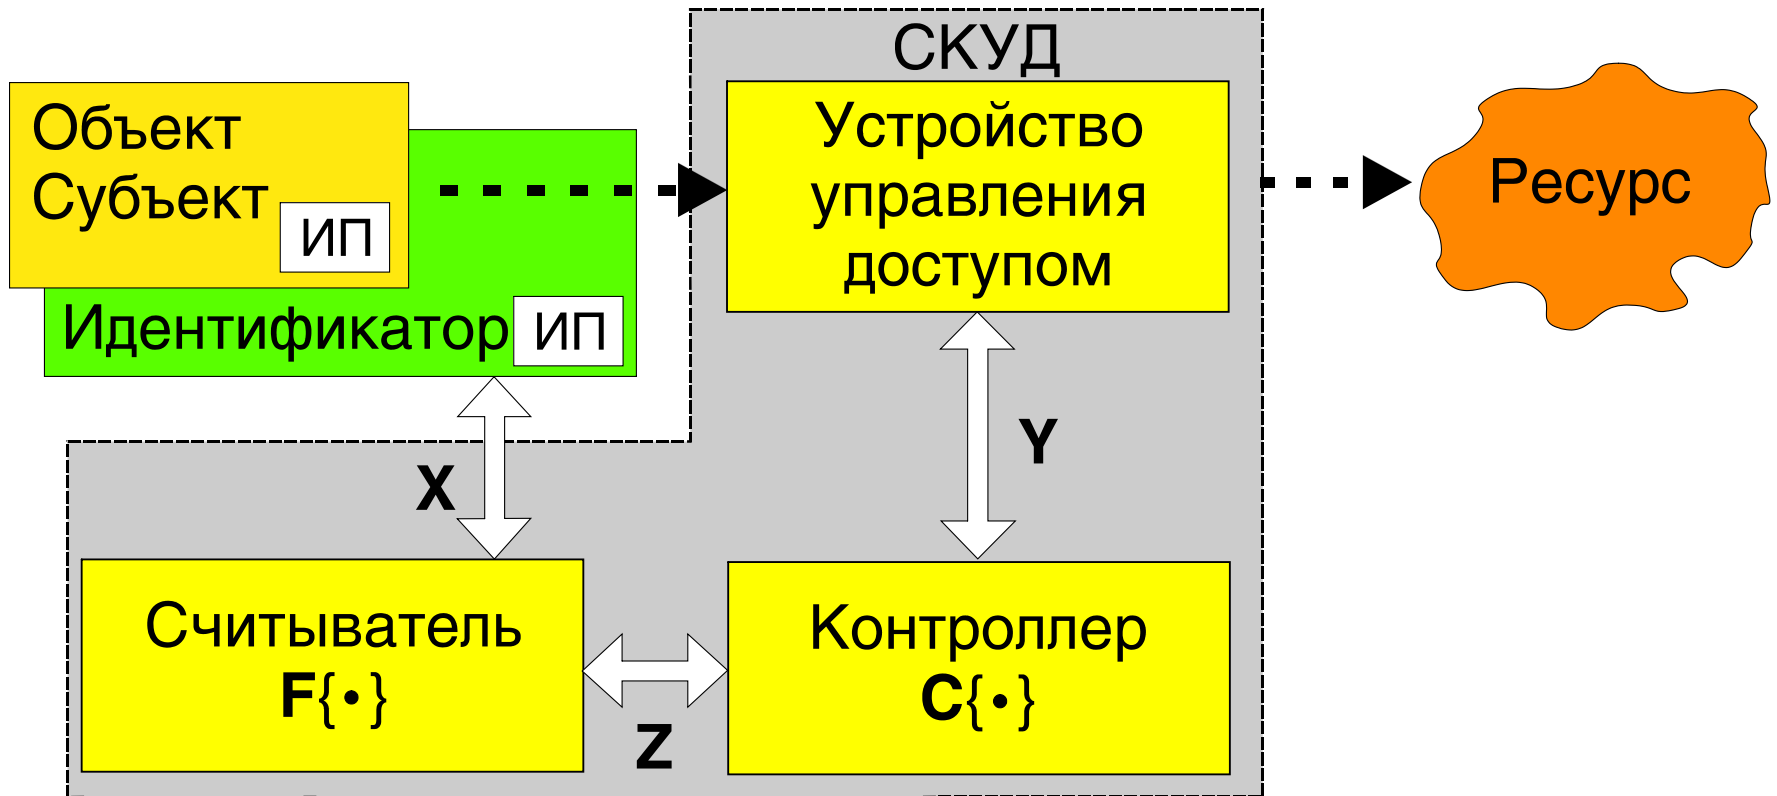 СКУД
Объект
Субъект
ИП
Идентификатор
ИП
Устройство
управления
доступом
Ресурс
X
Y
Считыватель
F{•}
Z
Контроллер
C{•}